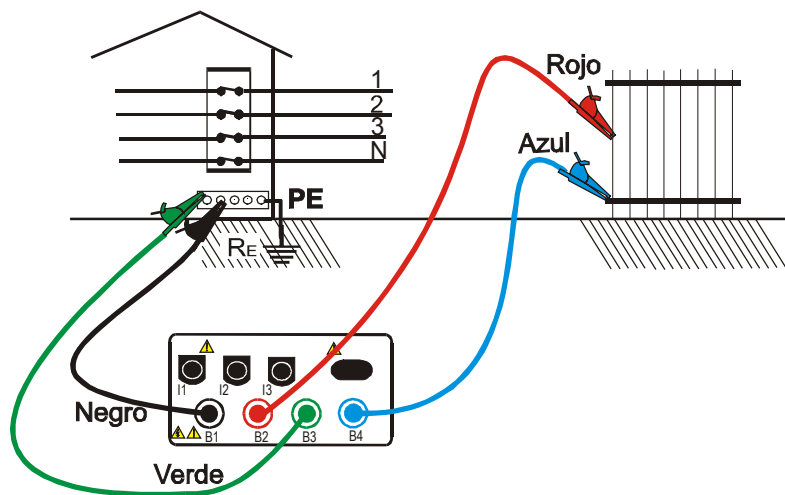 1
2
3
N
Rojo
Azul
PE
RE
I1 I2 I3
Negro
B1 B2 B3 B4
Verde